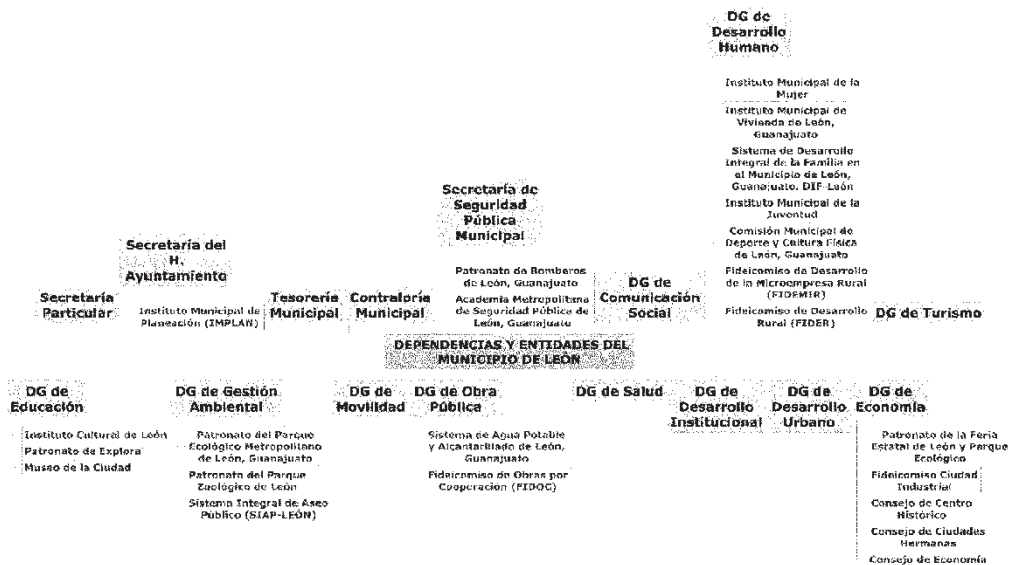 DG de
Desarrollo
Humano
Instituto Municipal de la
Mujer
Instituto Municipal de
Vivienda de León,
Guanajuato
Sistema de Desarrollo
Integral de la Familia en
el Municipio de León,
Guanajuato, DIF-León
Instituto Municipal de la
Juventud
Comisión Municipal de
Deporte y Cultura Física
de León, Guanajuato
Fideicomiso de Desarrollo
de la Microempresa Rural
(FIDEMIR)
Fideicomiso de Desarrollo
Rural (FIDER)
Secretaría de
Seguridad
Pública
Municipal
Patronato de Bomberos
de León, Guanajuato
Academia Metropolitana
de Seguridad Pública de
León, Guanajuato
Secretaría del
H.
Ayuntamiento
Instituto Municipal de
Planeación (IMPLAN)
Secretaría
Particular
Tesorería
Municipal
Contraloría
Municipal
DG de
Comunicación
Social
DG de Turismo
DEPENDENCIAS Y ENTIDADES DEL
MUNICIPIO DE LEÓN
DG de
Educación
Instituto Cultural de León
Patronato de Explora
Museo de la Ciudad
DG de Gestión
Ambiental
Patronato del Parque
Ecológico Metropolitano
de León, Guanajuato
Patronato del Parque
Zoológico de León
Sistema Integral de Aseo
Público (SIAP-LEÓN)
DG de
Movilidad
DG de Obra
Pública
Sistema de Agua Potable
y Alcantarillado de León,
Guanajuato
Fideicomiso de Obras por
Cooperación (FIDOC)
DG de Salud
DG de
Desarrollo
Institucional
DG de
Desarrollo
Urbano
DG de
Economía
Patronato de la Feria
Estatal de León y Parque
Ecológico
Fideicomiso Ciudad
Industrial
Consejo de Centro
Histórico
Consejo de Ciudades
Hermanas
Consejo de Economía